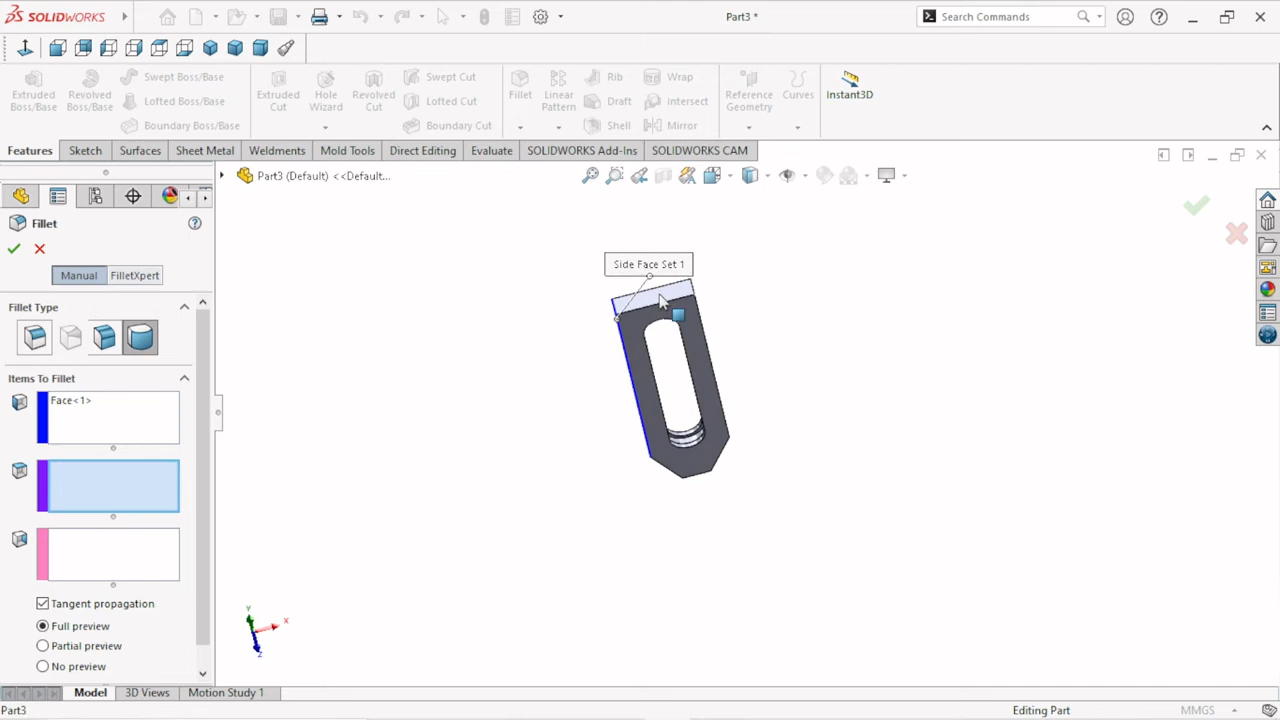 SOLIDWORKS
Part3 *
Search Commands
Extruded Boss/Base
Revolved Boss/Base
Swept Boss/Base
Lofted Boss/Base
Boundary Boss/Base
Extruded Cut
Hole Wizard
Revolved Cut
Swept Cut
Lofted Cut
Boundary Cut
Fillet
Linear Pattern
Rib
Draft
Shell
Wrap
Intersect
Mirror
Reference Geometry
Curves
Instant3D
Features
Sketch
Surfaces
Sheet Metal
Weldments
Mold Tools
Direct Editing
Evaluate
SOLIDWORKS Add-Ins
SOLIDWORKS CAM
Part3 (Default) <<Default...
Fillet
Manual
FilletXpert
Fillet Type
Items To Fillet
Face<1>
Tangent propagation
Full preview
Partial preview
No preview
Side Face Set 1
Y
X
Z
Model
3D Views
Motion Study 1
Part3
Editing Part
MMGS